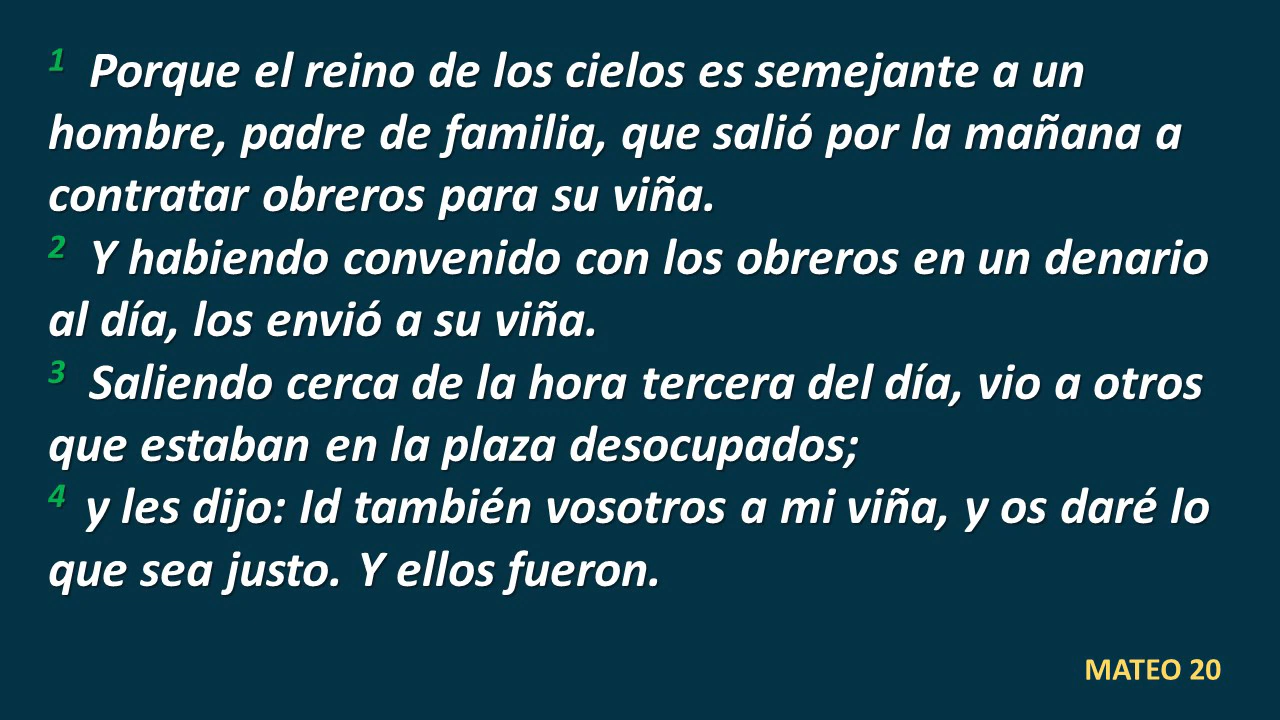 1 Porque el reino de los cielos es semejante a un
hombre, padre de familia, que salió por la mañana a
contratar obreros para su viña.
2 Y habiendo convenido con los obreros en un denario
al día, los envió a su viña.
3 Saliendo cerca de la hora tercera del día, vio a otros
que estaban en la plaza desocupados;
4 y les dijo: Id también vosotros a mi viña, y os daré lo
que sea justo. Y ellos fueron.
MATEO 20